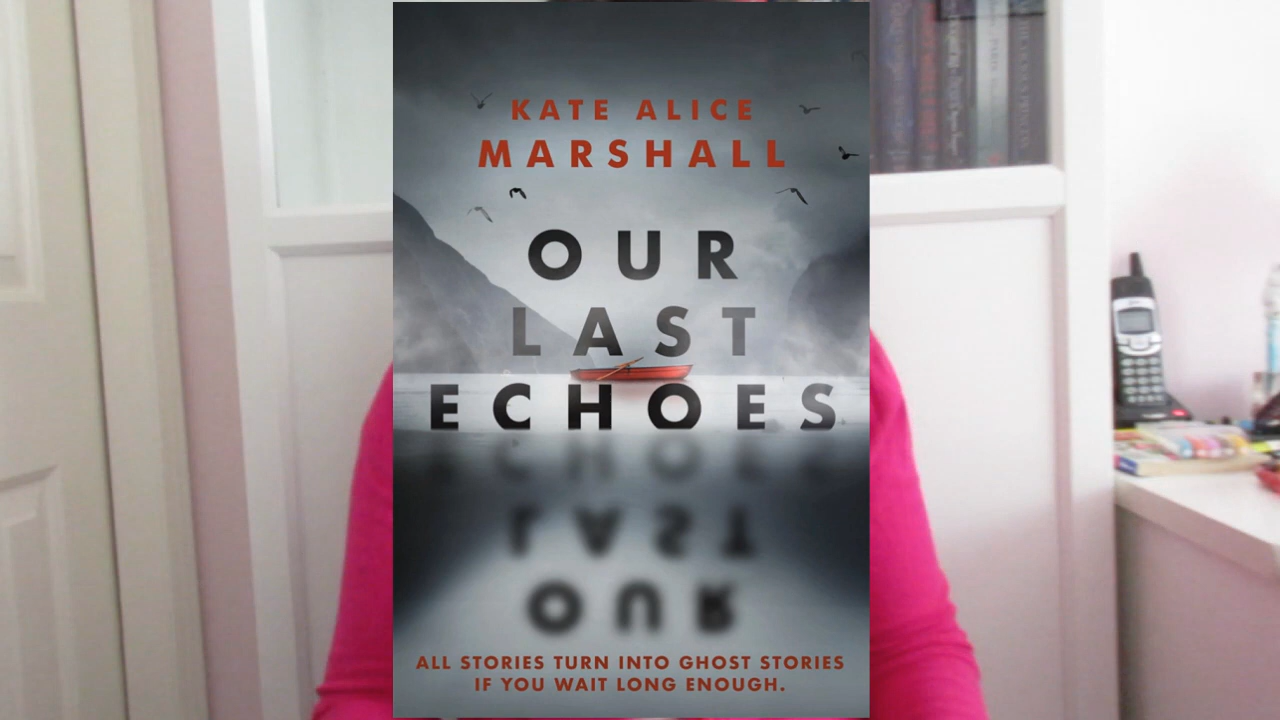 KATE ALICE
MARSHALL
OUR
LAST
ECHOES
ALL STORIES TURN INTO GHOST STORIES
IF YOU WAIT LONG ENOUGH.